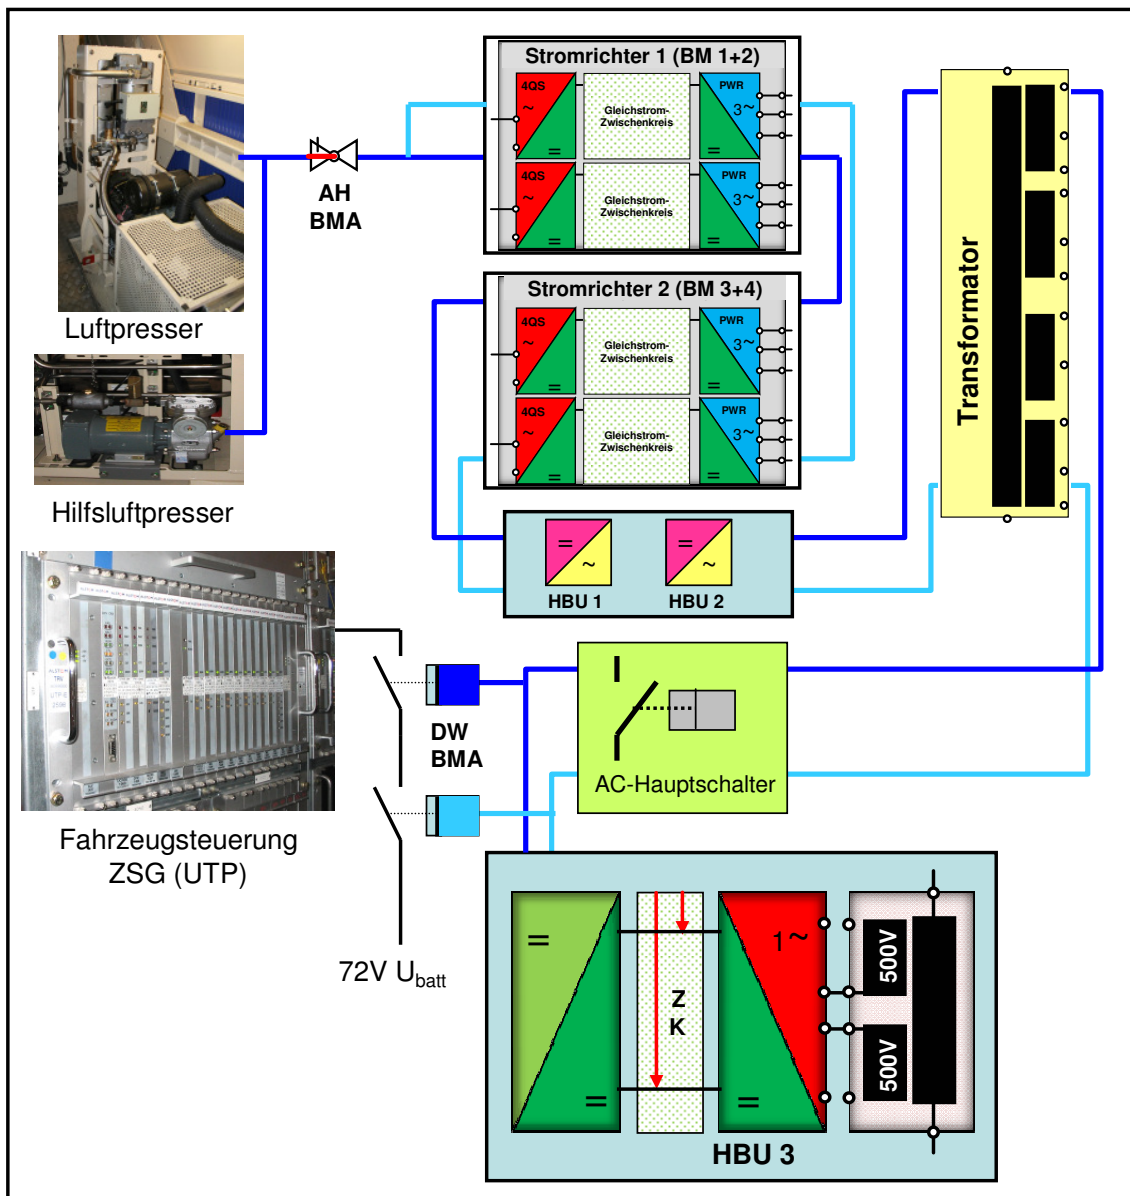 Stromrichter 1 (BM 1+2)
4QS
~
=
Gleichstrom-
Zwischenkreis
PWR
3~
=
4QS
~
=
Gleichstrom-
Zwischenkreis
PWR
3~
=
AH
BMA
Luftpresser
Stromrichter 2 (BM 3+4)
4QS
~
=
Gleichstrom-
Zwischenkreis
PWR
3~
=
4QS
~
=
Gleichstrom-
Zwischenkreis
PWR
3~
=
Transformator
Hilfsluftpresser
=
~
HBU 1
=
~
HBU 2
DW
BMA
AC-Hauptschalter
Fahrzeugsteuerung
ZSG (UTP)
72V Ubatt
=
=
Z
K
1~
=
500V
500V
HBU 3